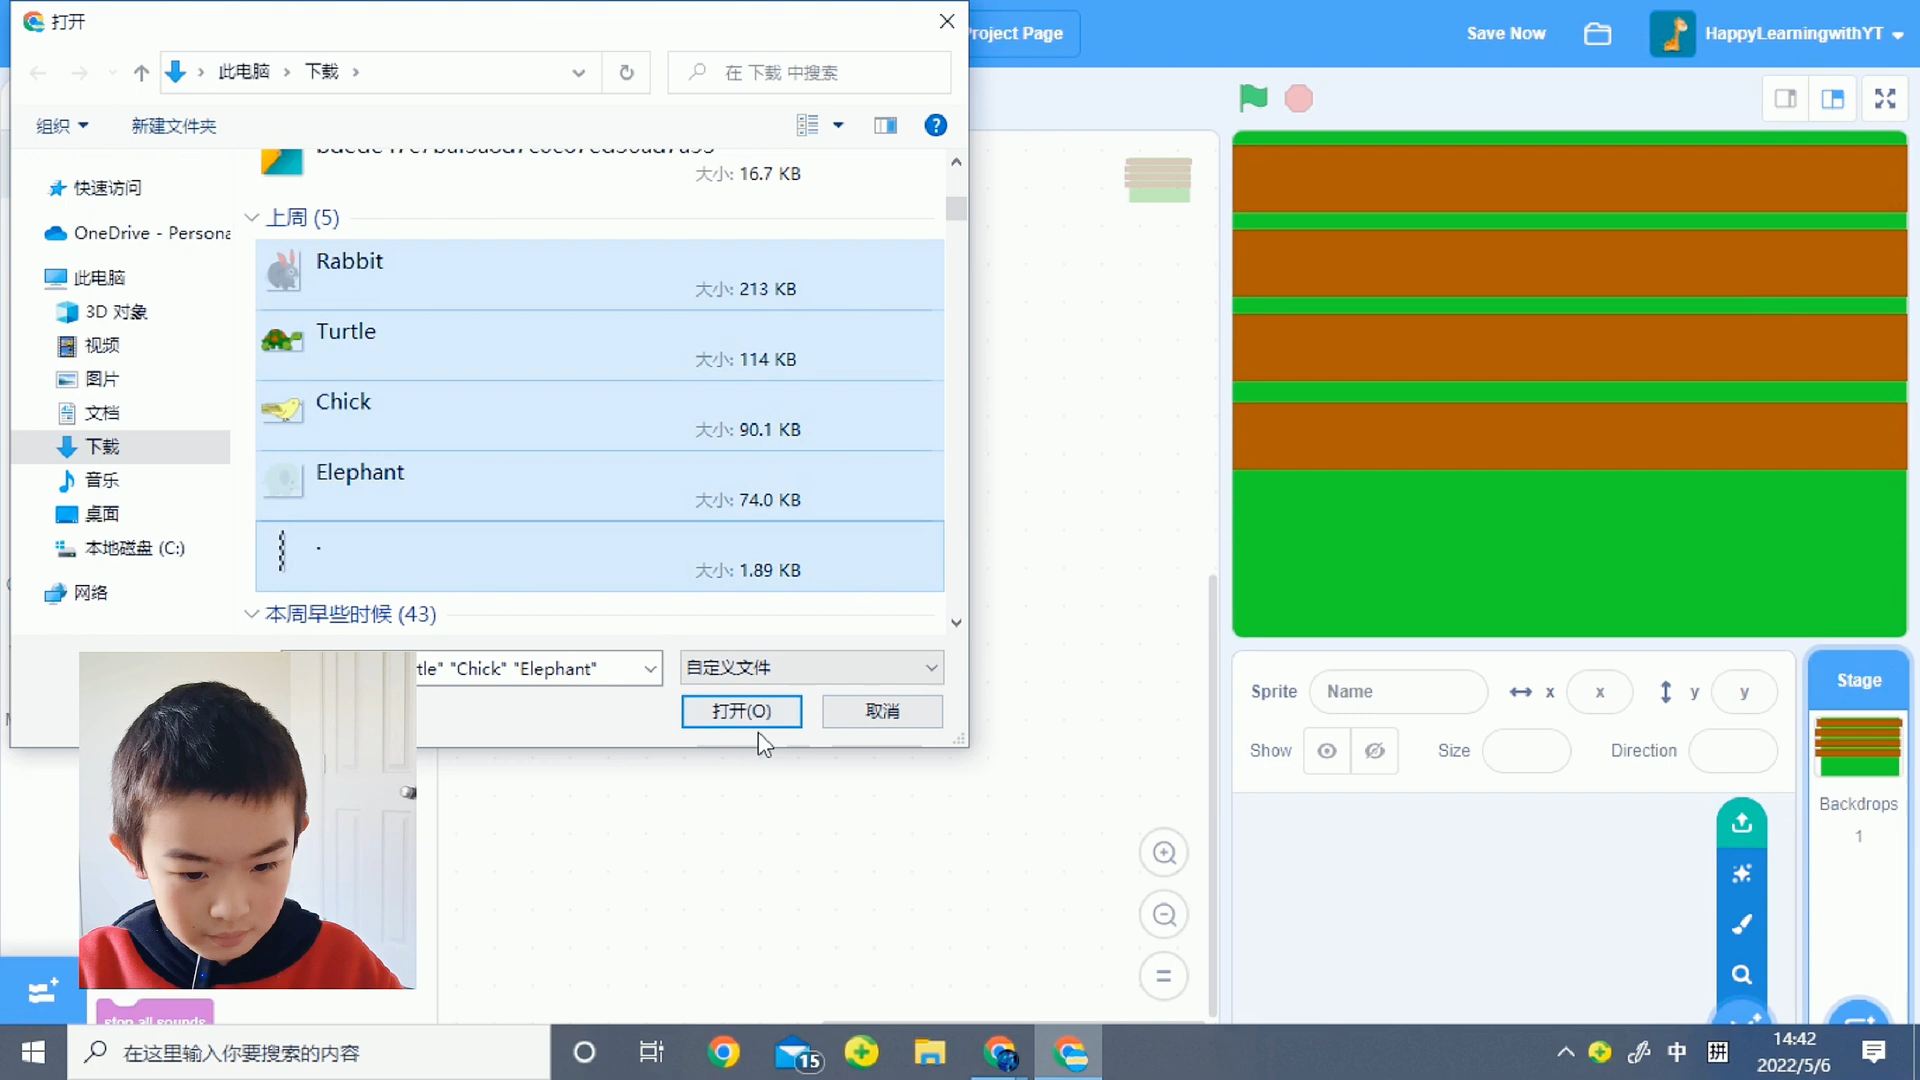 打开
Project Page
Save Now
HappyLearningwithYT
此电脑
下载
在 下载 中搜索
组织
新建文件夹
大小: 16.7 KB
快速访问
上周 (5)
OneDrive - Persona
Rabbit
大小: 213 KB
此电脑
3D 对象
Turtle
视频
大小: 114 KB
图片
Chick
文档
大小: 90.1 KB
下载
Elephant
音乐
大小: 74.0 KB
桌面
.
本地磁盘 (C:)
大小: 1.89 KB
网络
本周早些时候 (43)
tle" "Chick" "Elephant"
自定义文件
打开(O)
取消
Sprite
Name
x
x
y
y
Stage
Show
Size
Direction
Backdrops
1
stop all sounds
在这里输入你要搜索的内容
15
中
拼
14:42
2022/5/6